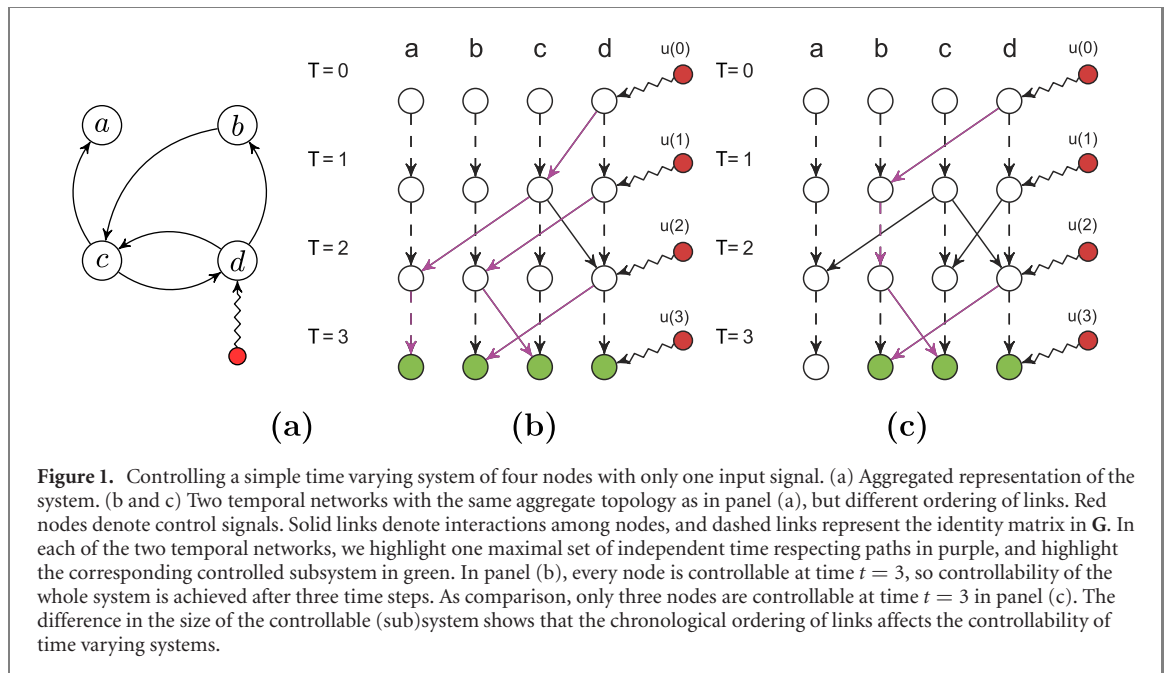 a b c d u(0) a b c d u(0)
T = 0 T = 0
a b
u(1) u(1)
T = 1 T = 1
c d
u(2) u(2)
T = 2 T = 2
u(3) u(3)
T = 3 T = 3
(a) (b) (c)
Figure 1. Controlling a simple time varying system of four nodes with only one input signal. (a) Aggregated representation of the
system. (b and c) Two temporal networks with the same aggregate topology as in panel (a), but different ordering of links. Red
nodes denote control signals. Solid links denote interactions among nodes, and dashed links represent the identity matrix in G. In
each of the two temporal networks, we highlight one maximal set of independent time respecting paths in purple, and highlight
the corresponding controlled subsystem in green. In panel (b), every node is controllable at time t = 3, so controllability of the
whole system is achieved after three time steps. As comparison, only three nodes are controllable at time t = 3 in panel (c). The
difference in the size of the controllable (sub)system shows that the chronological ordering of links affects the controllability of
time varying systems.